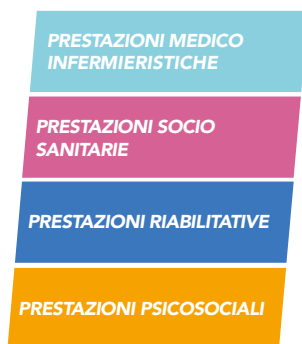 PRESTAZIONI MEDICO
INFERMIERISTICHE
PRESTAZIONI SOCIO
SANITARIE
PRESTAZIONI RIABILITATIVE
PRESTAZIONI PSICOSOCIALI